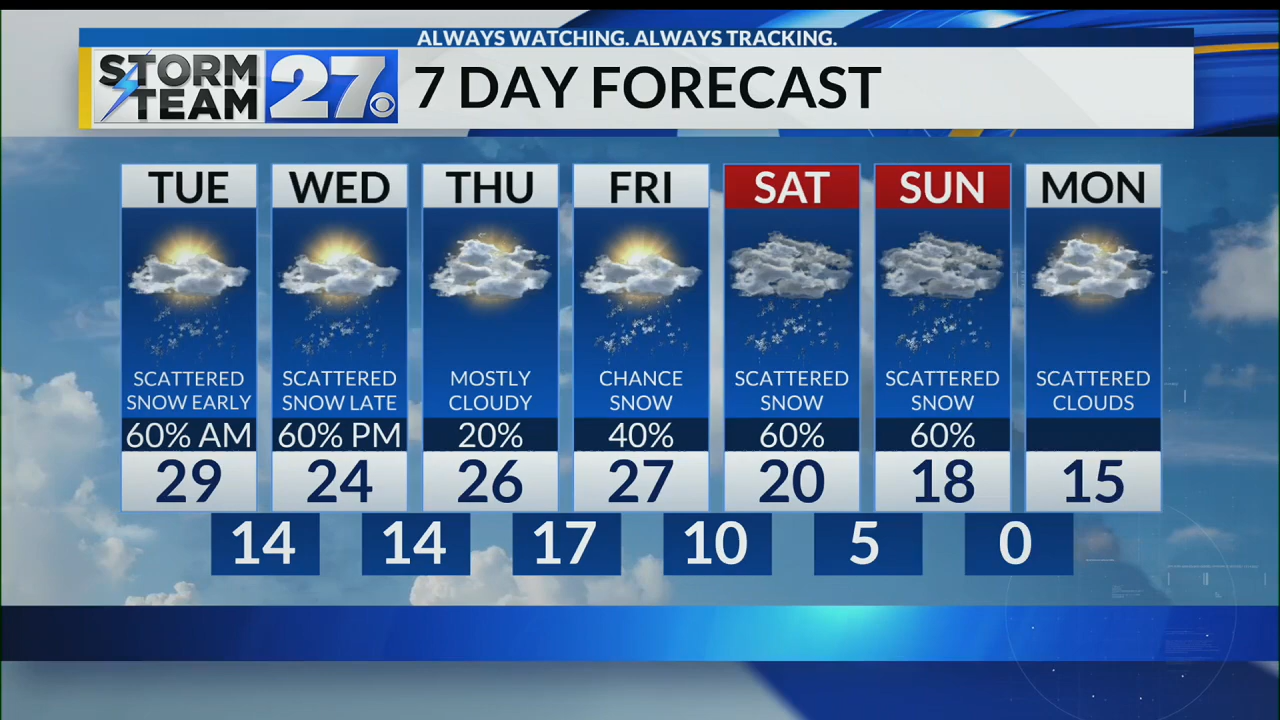 ALWAYS WATCHING. ALWAYS TRACKING.
STORM
TEAM
27
7 DAY FORECAST
TUE
SCATTERED
SNOW EARLY
60% AM
29
WED
SCATTERED
SNOW LATE
60% PM
24
THU
MOSTLY
CLOUDY
20%
26
FRI
CHANCE
SNOW
40%
27
SAT
SCATTERED
SNOW
60%
20
SUN
SCATTERED
SNOW
60%
18
MON
SCATTERED
CLOUDS
15
14
14
17
10
5
0